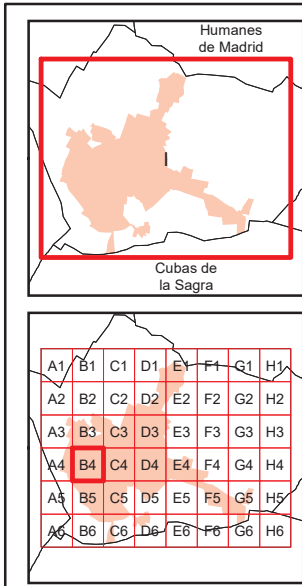 Humanes
de Madrid
Cubas de
la Sagra
A1 B1 C1 D1 E1 F1 G1 H1
A2 B2 C2 D2 E2 F2 G2 H2
A3 B3 C3 D3 E3 F3 G3 H3
A4 B4 C4 D4 E4 F4 G4 H4
A5 B5 C5 D5 E5 F5 G5 H5
A6 B6 C6 D6 E6 F6 G6 H6